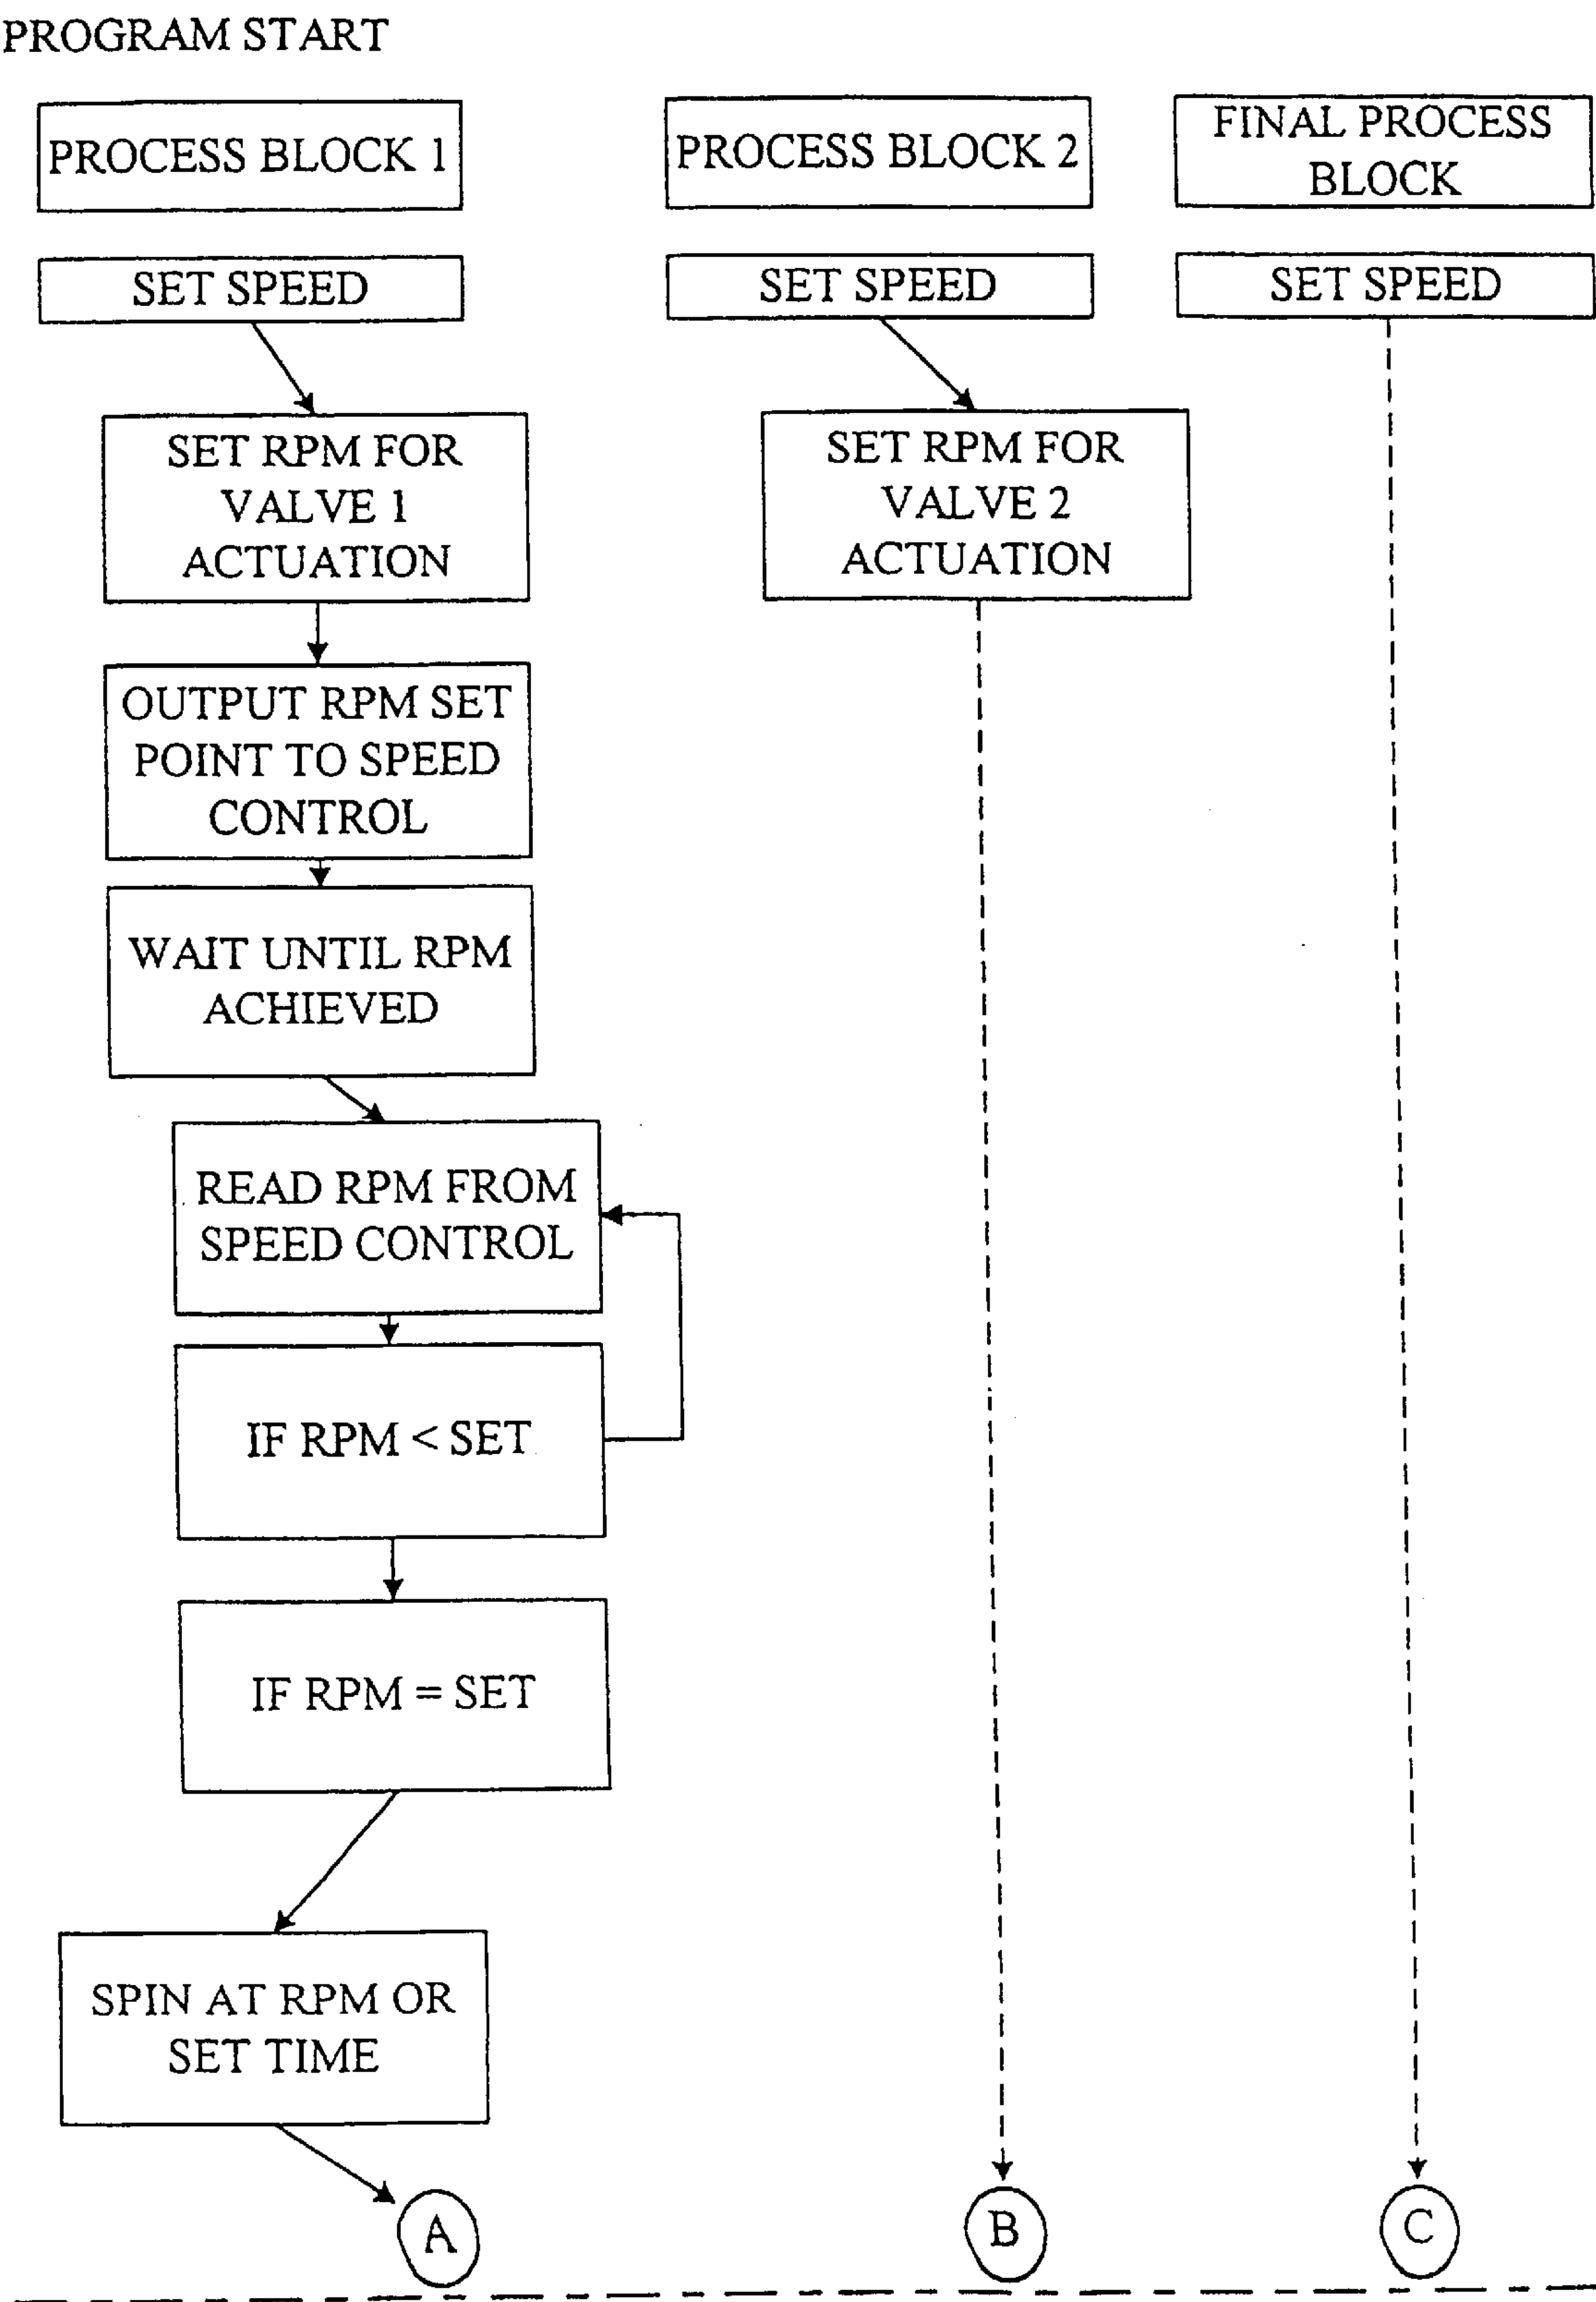 PROGRAM START
PROCESS BLOCK 1
SET SPEED
SET RPM FOR
VALVE 1
ACTUATION
OUTPUT RPM SET
POINT TO SPEED
CONTROL
WAIT UNTIL RPM
ACHIEVED
READ RPM FROM
SPEED CONTROL
IF RPM < SET
IF RPM = SET
SPIN AT RPM OR
SET TIME
A
PROCESS BLOCK 2
SET SPEED
SET RPM FOR
VALVE 2
ACTUATION
B
FINAL PROCESS
BLOCK
SET SPEED
C